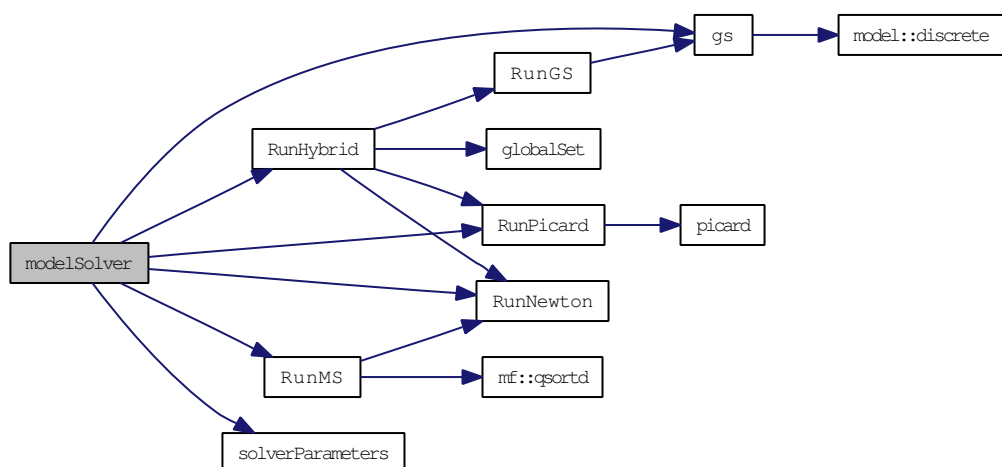 gs
model::discrete
RunGS
RunHybrid
globalSet
RunPicard
picard
modelSolver
RunNewton
RunMS
mf::qsortd
solverParameters